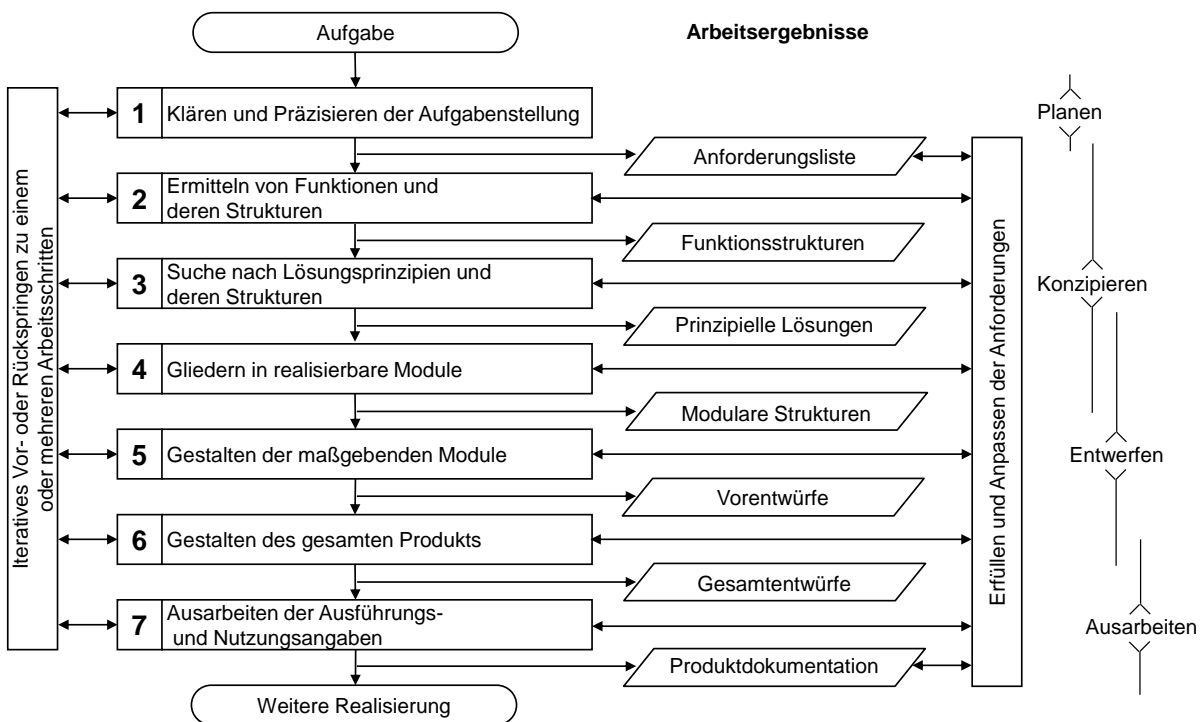 Aufgabe
Arbeitsergebnisse
1
Klären und Präzisieren der Aufgabenstellung
Planen
Anforderungsliste
2
Ermitteln von Funktionen und
deren Strukturen
Funktionsstrukturen
3
Suche nach Lösungsprinzipien und
deren Strukturen
Konzipieren
Prinzipielle Lösungen
4
Gliedern in realisierbare Module
Modulare Strukturen
5
Gestalten der maßgebenden Module
Entwerfen
Vorentwürfe
6
Gestalten des gesamten Produkts
Gesamtentwürfe
7
Ausarbeiten der Ausführungs-
und Nutzungsangaben
Ausarbeiten
Produktdokumentation
Weitere Realisierung
Iteratives Vor- oder Rückspringen zu einem
oder mehreren Arbeitsschritten
Erfüllen und Anpassen der Anforderungen